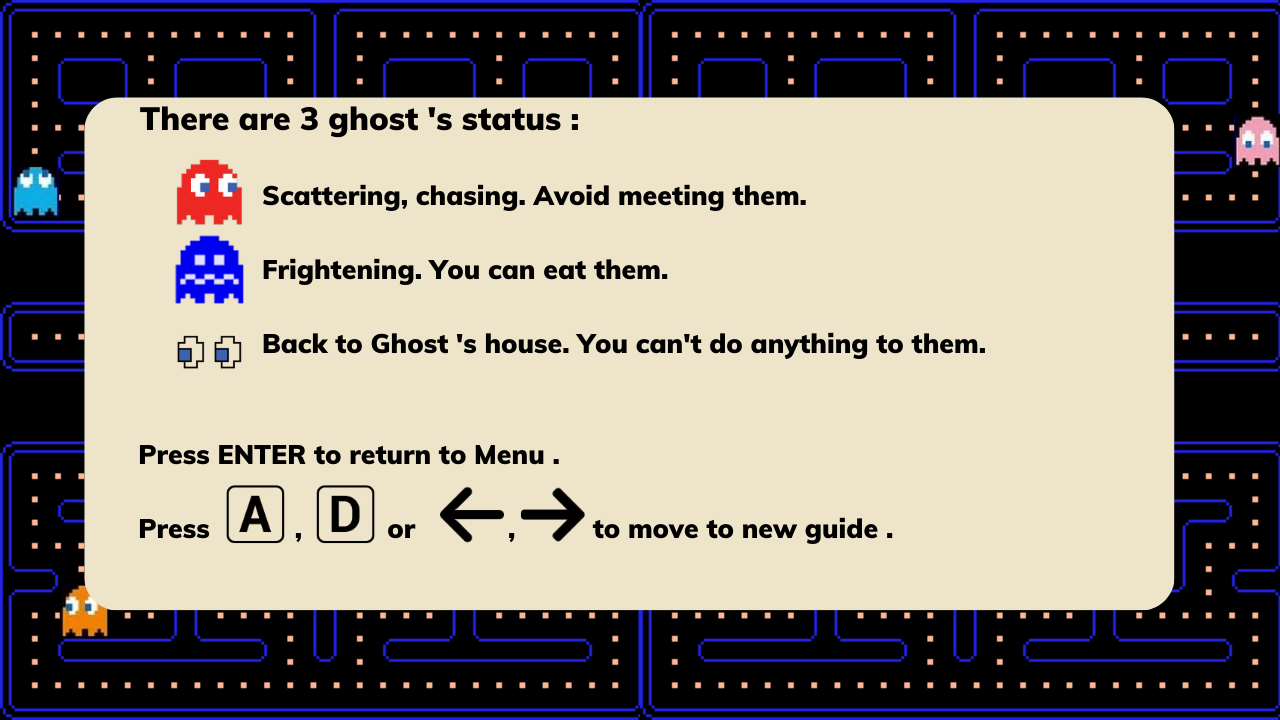 There are 3 ghost 's status :
Scattering, chasing. Avoid meeting them.
Frightening. You can eat them.
Back to Ghost 's house. You can't do anything to them.
Press ENTER to return to Menu .
Press A , D or ← , → to move to new guide .